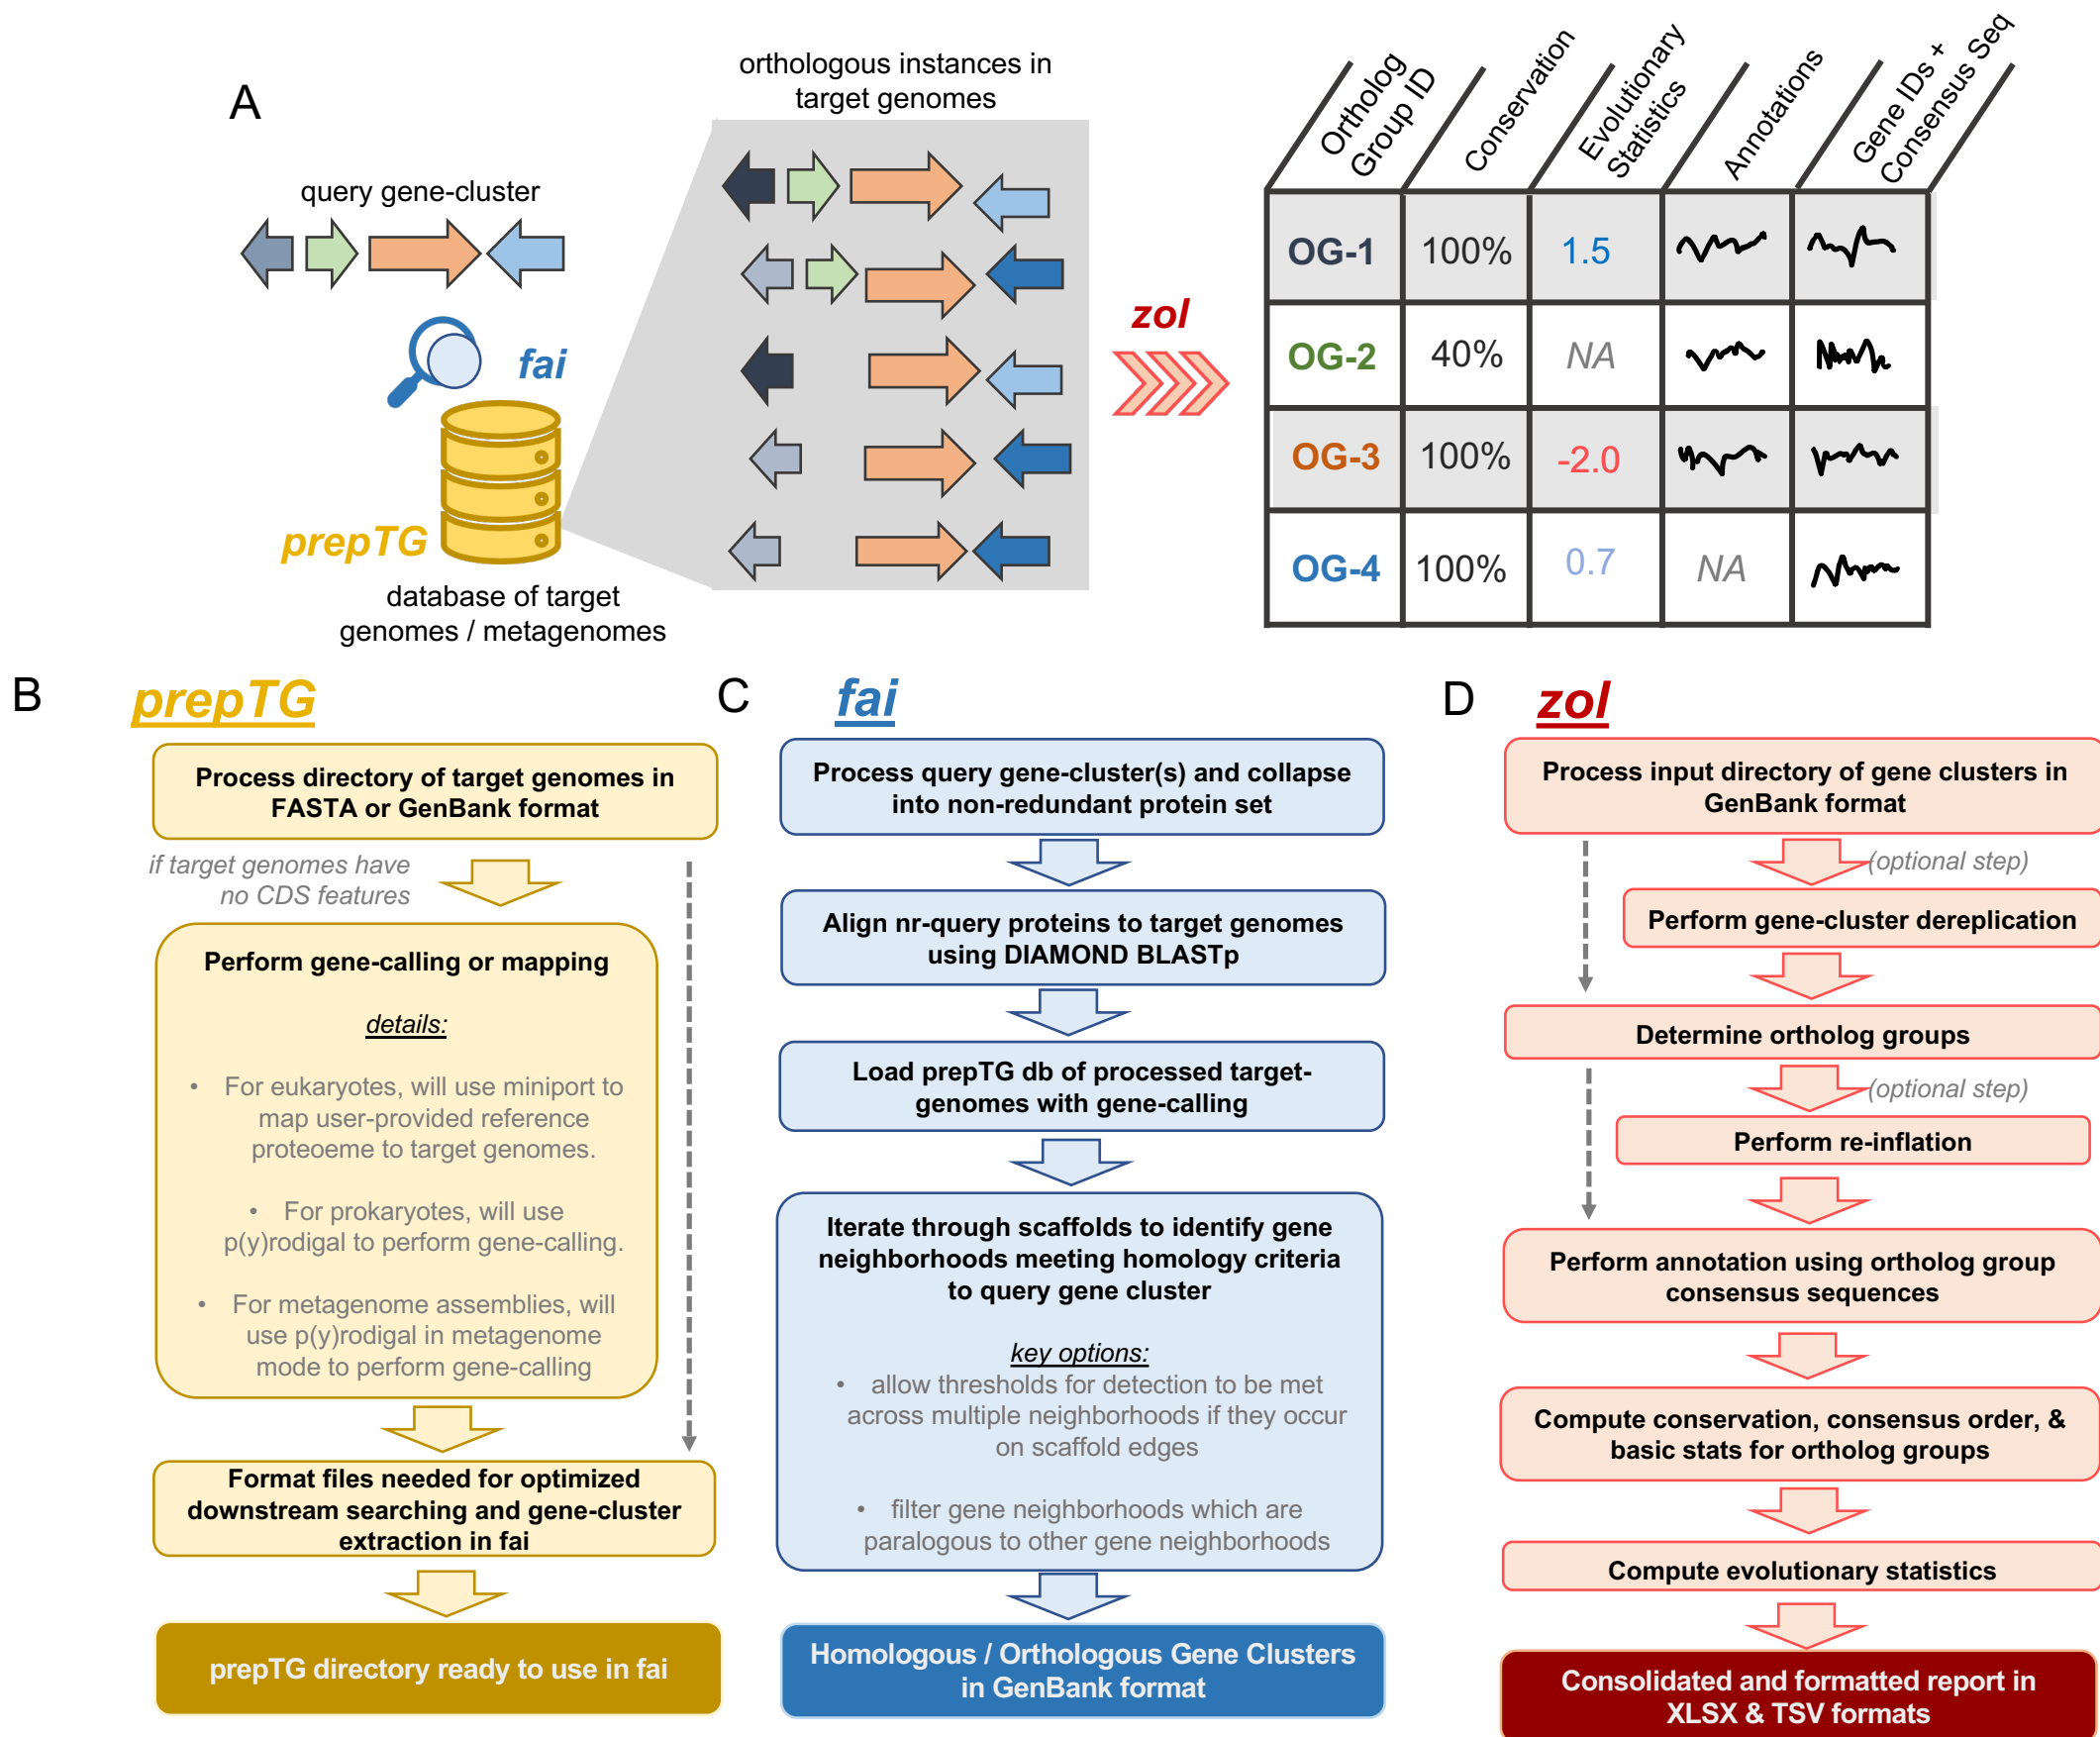 A
query gene-cluster
fai
prepTG
database of target
genomes / metagenomes
orthologous instances in
target genomes
zol
Ortholog
Group ID
Conservation
Evolutionary
Statistics
Annotations
Gene IDs +
Consensus Seq
OG-1 100% 1.5
OG-2 40% NA
OG-3 100% -2.0
OG-4 100% 0.7 NA
B prepTG
Process directory of target genomes in
FASTA or GenBank format
if target genomes have
no CDS features
Perform gene-calling or mapping
details:
• For eukaryotes, will use miniport to
map user-provided reference
proteoeme to target genomes.
• For prokaryotes, will use
p(y)rodigal to perform gene-calling.
• For metagenome assemblies, will
use p(y)rodigal in metagenome
mode to perform gene-calling
Format files needed for optimized
downstream searching and gene-cluster
extraction in fai
prepTG directory ready to use in fai
C fai
Process query gene-cluster(s) and collapse
into non-redundant protein set
Align nr-query proteins to target genomes
using DIAMOND BLASTp
Load prepTG db of processed target-
genomes with gene-calling
Iterate through scaffolds to identify gene
neighborhoods meeting homology criteria
to query gene cluster
key options:
• allow thresholds for detection to be met
across multiple neighborhoods if they occur
on scaffold edges
• filter gene neighborhoods which are
paralogous to other gene neighborhoods
Homologous / Orthologous Gene Clusters
in GenBank format
D zol
Process input directory of gene clusters in
GenBank format
(optional step)
Perform gene-cluster dereplication
Determine ortholog groups
(optional step)
Perform re-inflation
Perform annotation using ortholog group
consensus sequences
Compute conservation, consensus order, &
basic stats for ortholog groups
Compute evolutionary statistics
Consolidated and formatted report in
XLSX & TSV formats